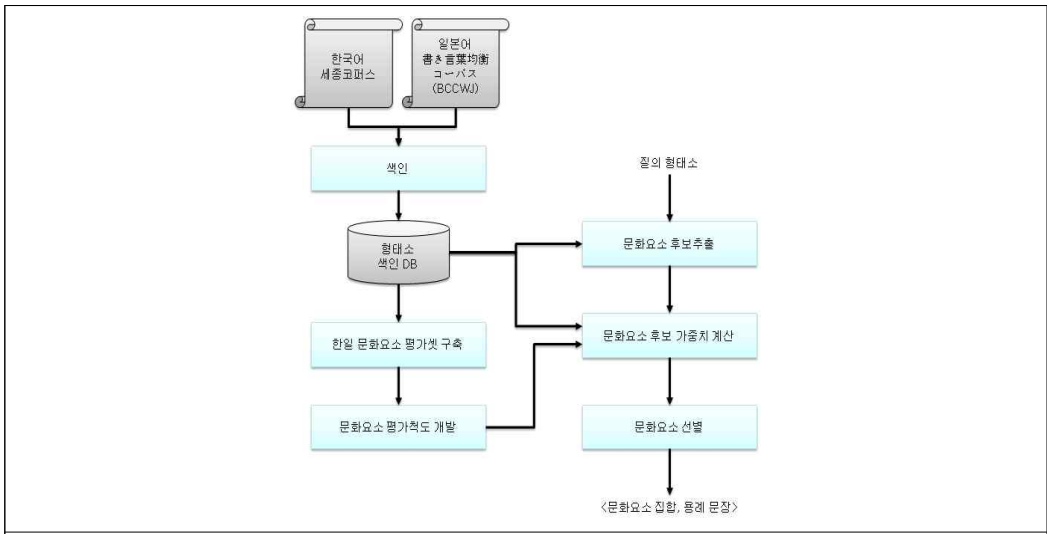 한국어
세종코퍼스
일본어
書き言葉均衡
コーパス
(BCCWJ)
색인
질의 형태소
형태소
색인 DB
문화요소 후보추출
한일 문화요소 평가셋 구축
문화요소 후보 가중치 계산
문화요소 평가척도 개발
문화요소 선별
<문화요소 집합, 용례 문장>